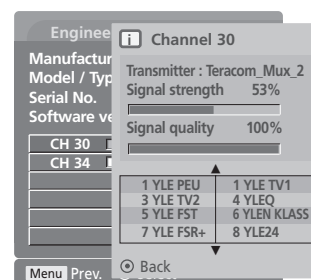 Enginee
Channel 30
Manufactur
Model / Typ
Serial No.
Software ve
CH 30
CH 34
Transmitter : Teracom_Mux_2
Signal strength 53%
Signal quality 100%
1 YLE PEU 1 YLE TV1
3 YLE TV2 4 YLEQ
5 YLE FST 6 YLEN KLASS
7 YLE FSR+ 8 YLE24
Back
Menu Prev.